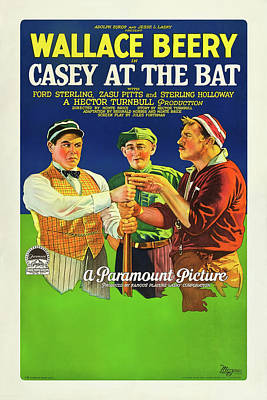 ADOLPH ZUKOR AND JESSE L. LASKY
PRESENT
WALLACE BEERY
IN
CASEY AT THE BAT
WITH
FORD STERLING, ZASU PITTS AND STERLING HOLLOWAY
A HECTOR TURNBULL PRODUCTION
DIRECTED BY MONTE BRICE STORY BY HECTOR TURNBULL
ADAPTATION BY REGINALD MORRIS AND MONTE BRICE
SCREEN PLAY BY JULES FURTHMAN
a Paramount Picture
PRODUCED BY FAMOUS PLAYERS LASKY CORPORATION